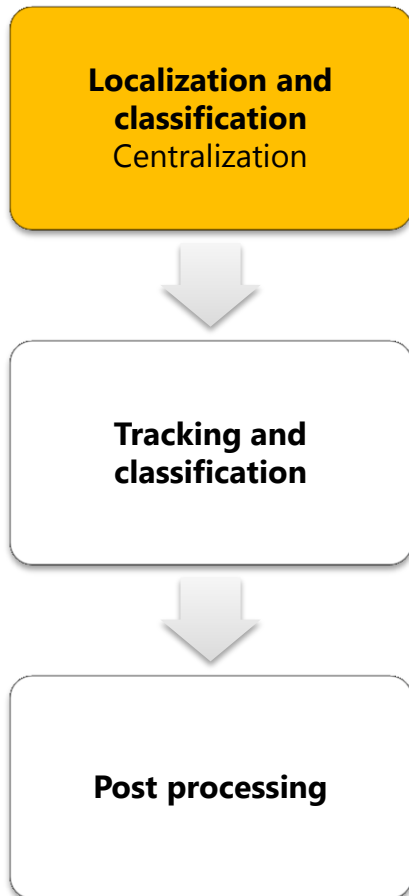 Localization and
classification
Centralization
Tracking and
classification
Post processing